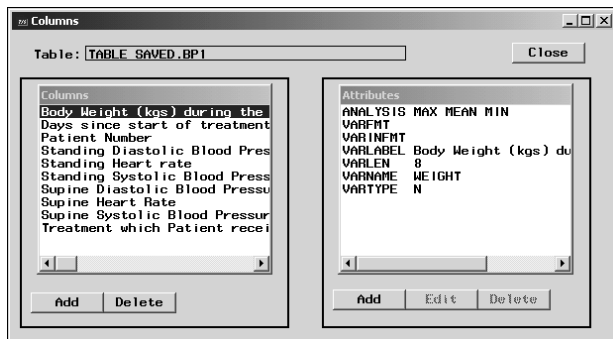 Columns
Table: TABLE SAVED.BP1
Close
Columns
Body Weight (kgs) during the
Days since start of treatment
Patient Number
Standing Diastolic Blood Pres
Standing Heart rate
Standing Systolic Blood Press
Supine Diastolic Blood Pressu
Supine Heart Rate
Supine Systolic Blood Pressur
Treatment which Patient recei
Add Delete
Attributes
ANALYSIS MAX MEAN MIN
VARFMT
VARINFMT
VARLABEL Body Weight (kgs) du
VARLEN 8
VARNAME WEIGHT
VARTYPE N
Add Edit Delete